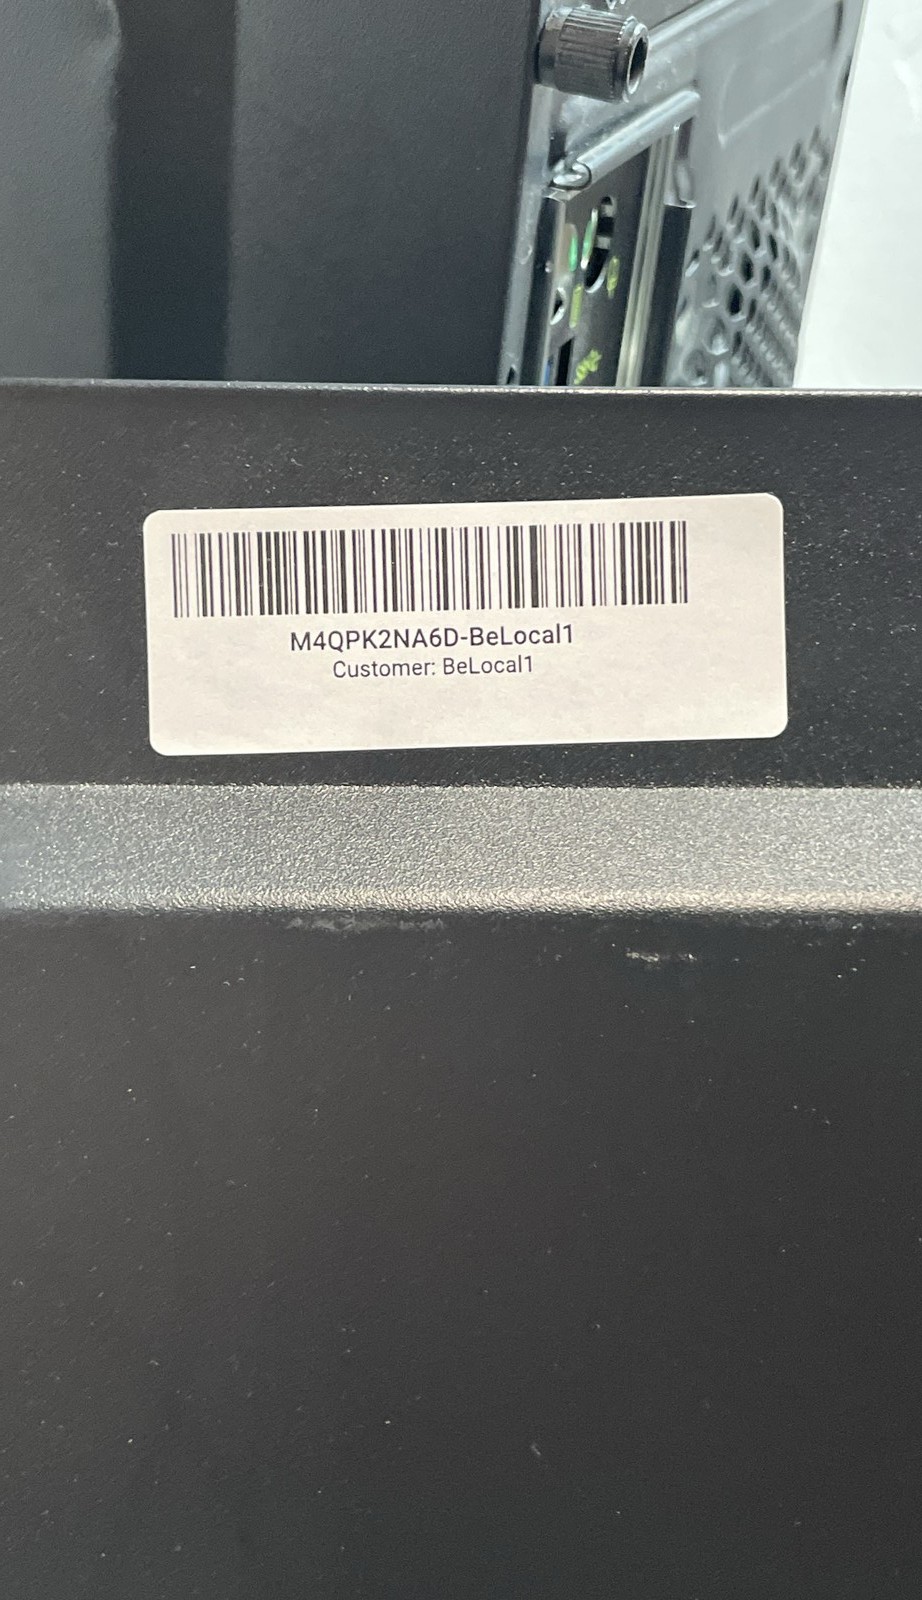 M4QPK2NA6D-BeLocal1
Customer: BeLocal1